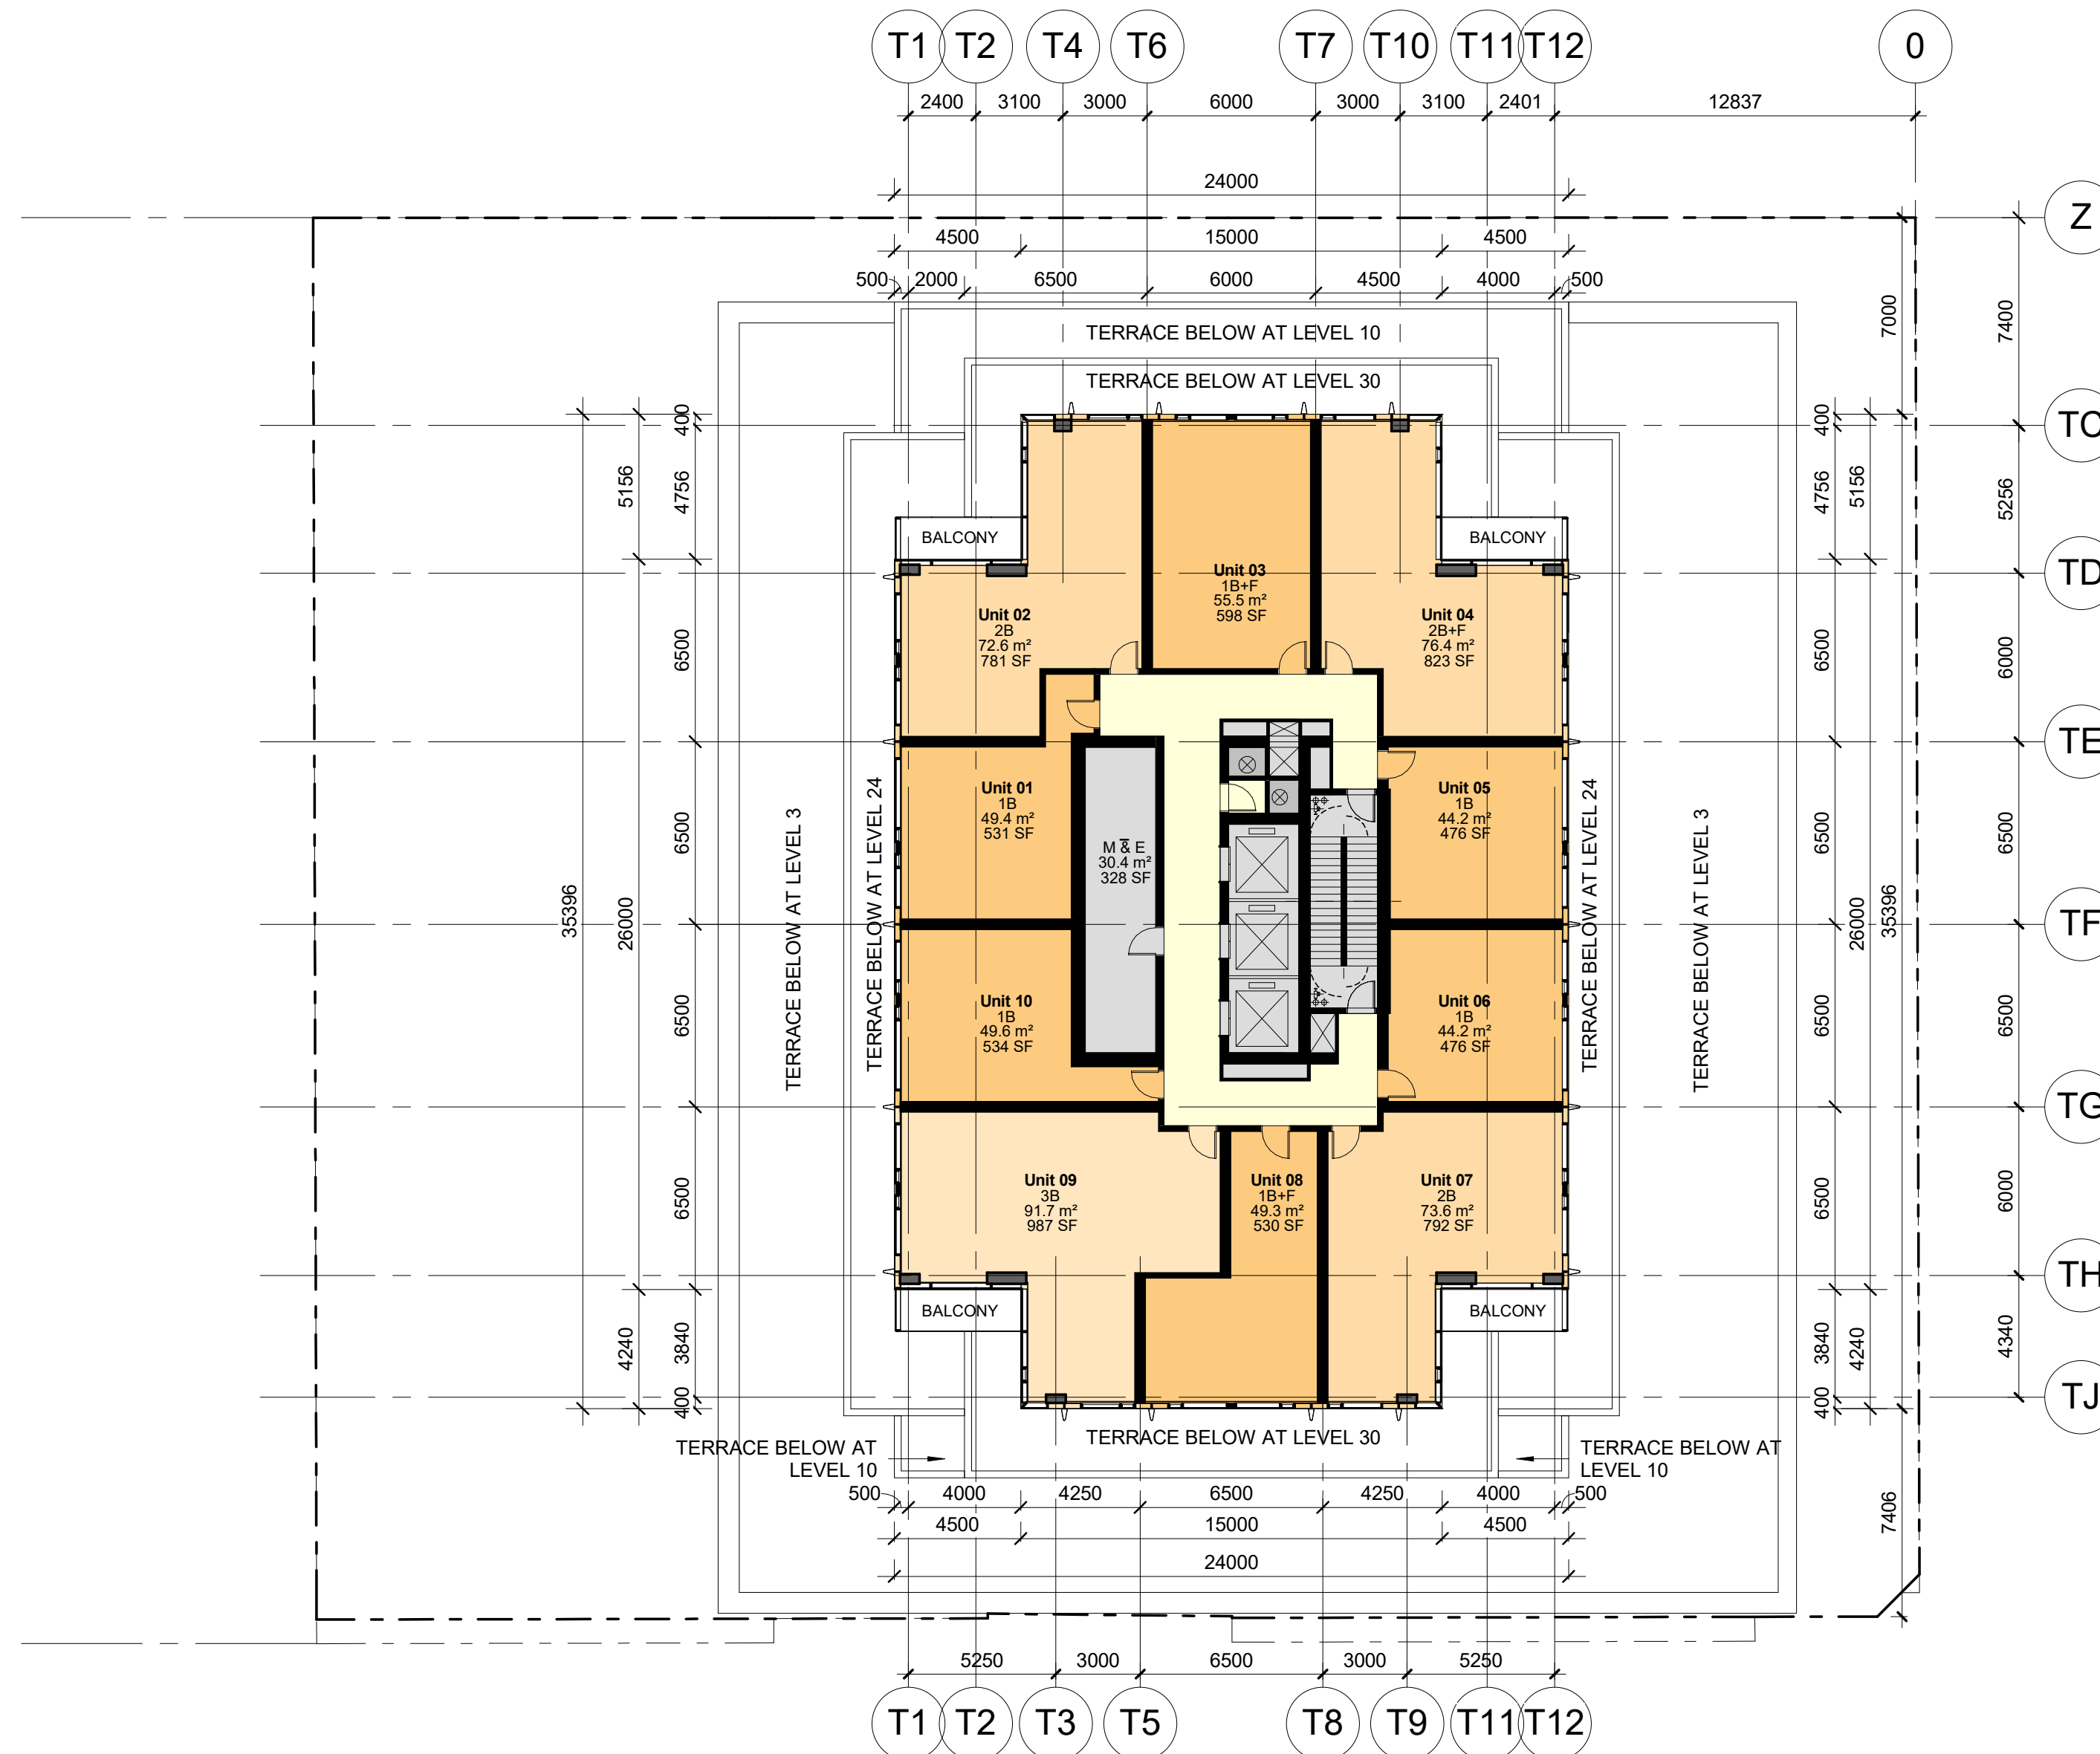 T1 T2 T4 T6 T7 T10 T11 T12 0
2400 3100 3000 6000 3000 3100 2401 12837
24000
Z
4500 15000 4500
500 2000 6500 6000 4500 4000 500
7000
7400
TERRACE BELOW AT LEVEL 10
TERRACE BELOW AT LEVEL 30
400
400
TC
5156
4756
4756
5156
5256
BALCONY
BALCONY
TD
Unit 03
1B+F
55.5 m²
598 SF
Unit 02
2B
72.6 m²
781 SF
Unit 04
2B+F
76.4 m²
823 SF
6500
6500
6000
TE
Unit 01
1B
49.4 m²
531 SF
Unit 05
1B
44.2 m²
476 SF
M & E
30.4 m²
328 SF
6500
6500
6500
TERRACE BELOW AT LEVEL 3
TERRACE BELOW AT LEVEL 24
TERRACE BELOW AT LEVEL 24
TERRACE BELOW AT LEVEL 3
35396
26000
26000
35396
TF
Unit 10
1B
49.6 m²
534 SF
Unit 06
1B
44.2 m²
476 SF
6500
6500
6500
TG
Unit 09
3B
91.7 m²
987 SF
Unit 08
1B+F
49.3 m²
530 SF
Unit 07
2B
73.6 m²
792 SF
6500
6500
6000
TH
BALCONY
BALCONY
4240
3840
3840
4240
4340
400
400
TJ
TERRACE BELOW AT LEVEL 30
TERRACE BELOW AT
LEVEL 10
TERRACE BELOW AT
LEVEL 10
500 4000 4250 6500 4250 4000 500
7406
4500 15000 4500
24000
5250 3000 6500 3000 5250
T1 T2 T3 T5 T8 T9 T11 T12